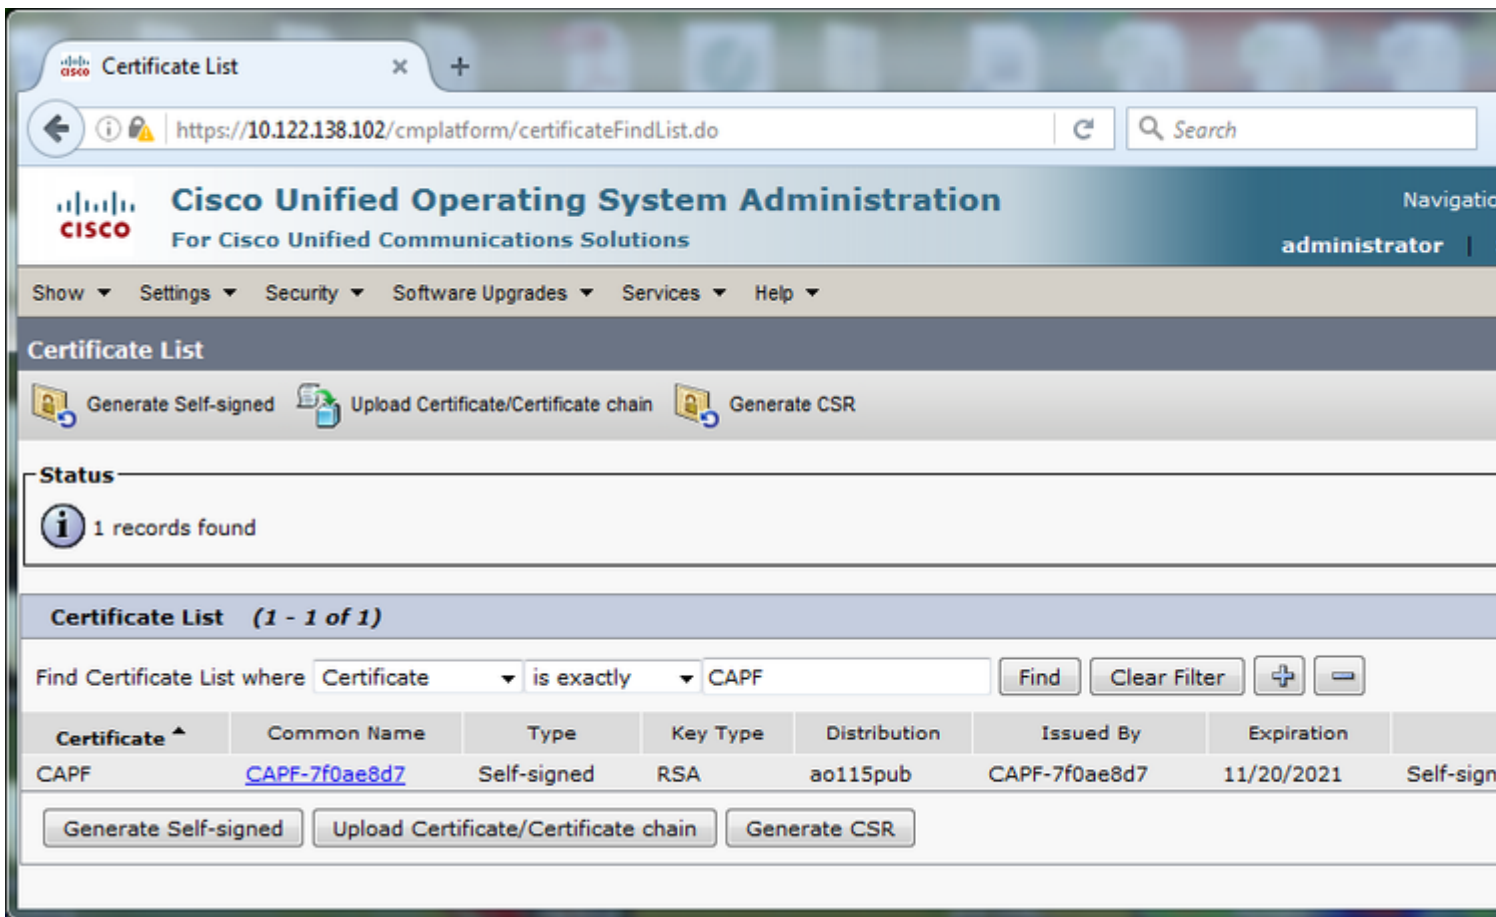 Certificate List
https://10.122.138.102/cmplatform/certificateFindList.do
Search
CISCO
Cisco Unified Operating System Administration
For Cisco Unified Communications Solutions
Navigatio
administrator |
Show Settings Security Software Upgrades Services Help
Certificate List
Generate Self-signed Upload Certificate/Certificate chain Generate CSR
Status
1 records found
Certificate List (1 - 1 of 1)
Find Certificate List where Certificate is exactly CAPF Find Clear Filter
Certificate Common Name Type Key Type Distribution Issued By Expiration
CAPF CAPF-7f0ae8d7 Self-signed RSA ao115pub CAPF-7f0ae8d7 11/20/2021 Self-sign
Generate Self-signed Upload Certificate/Certificate chain Generate CSR